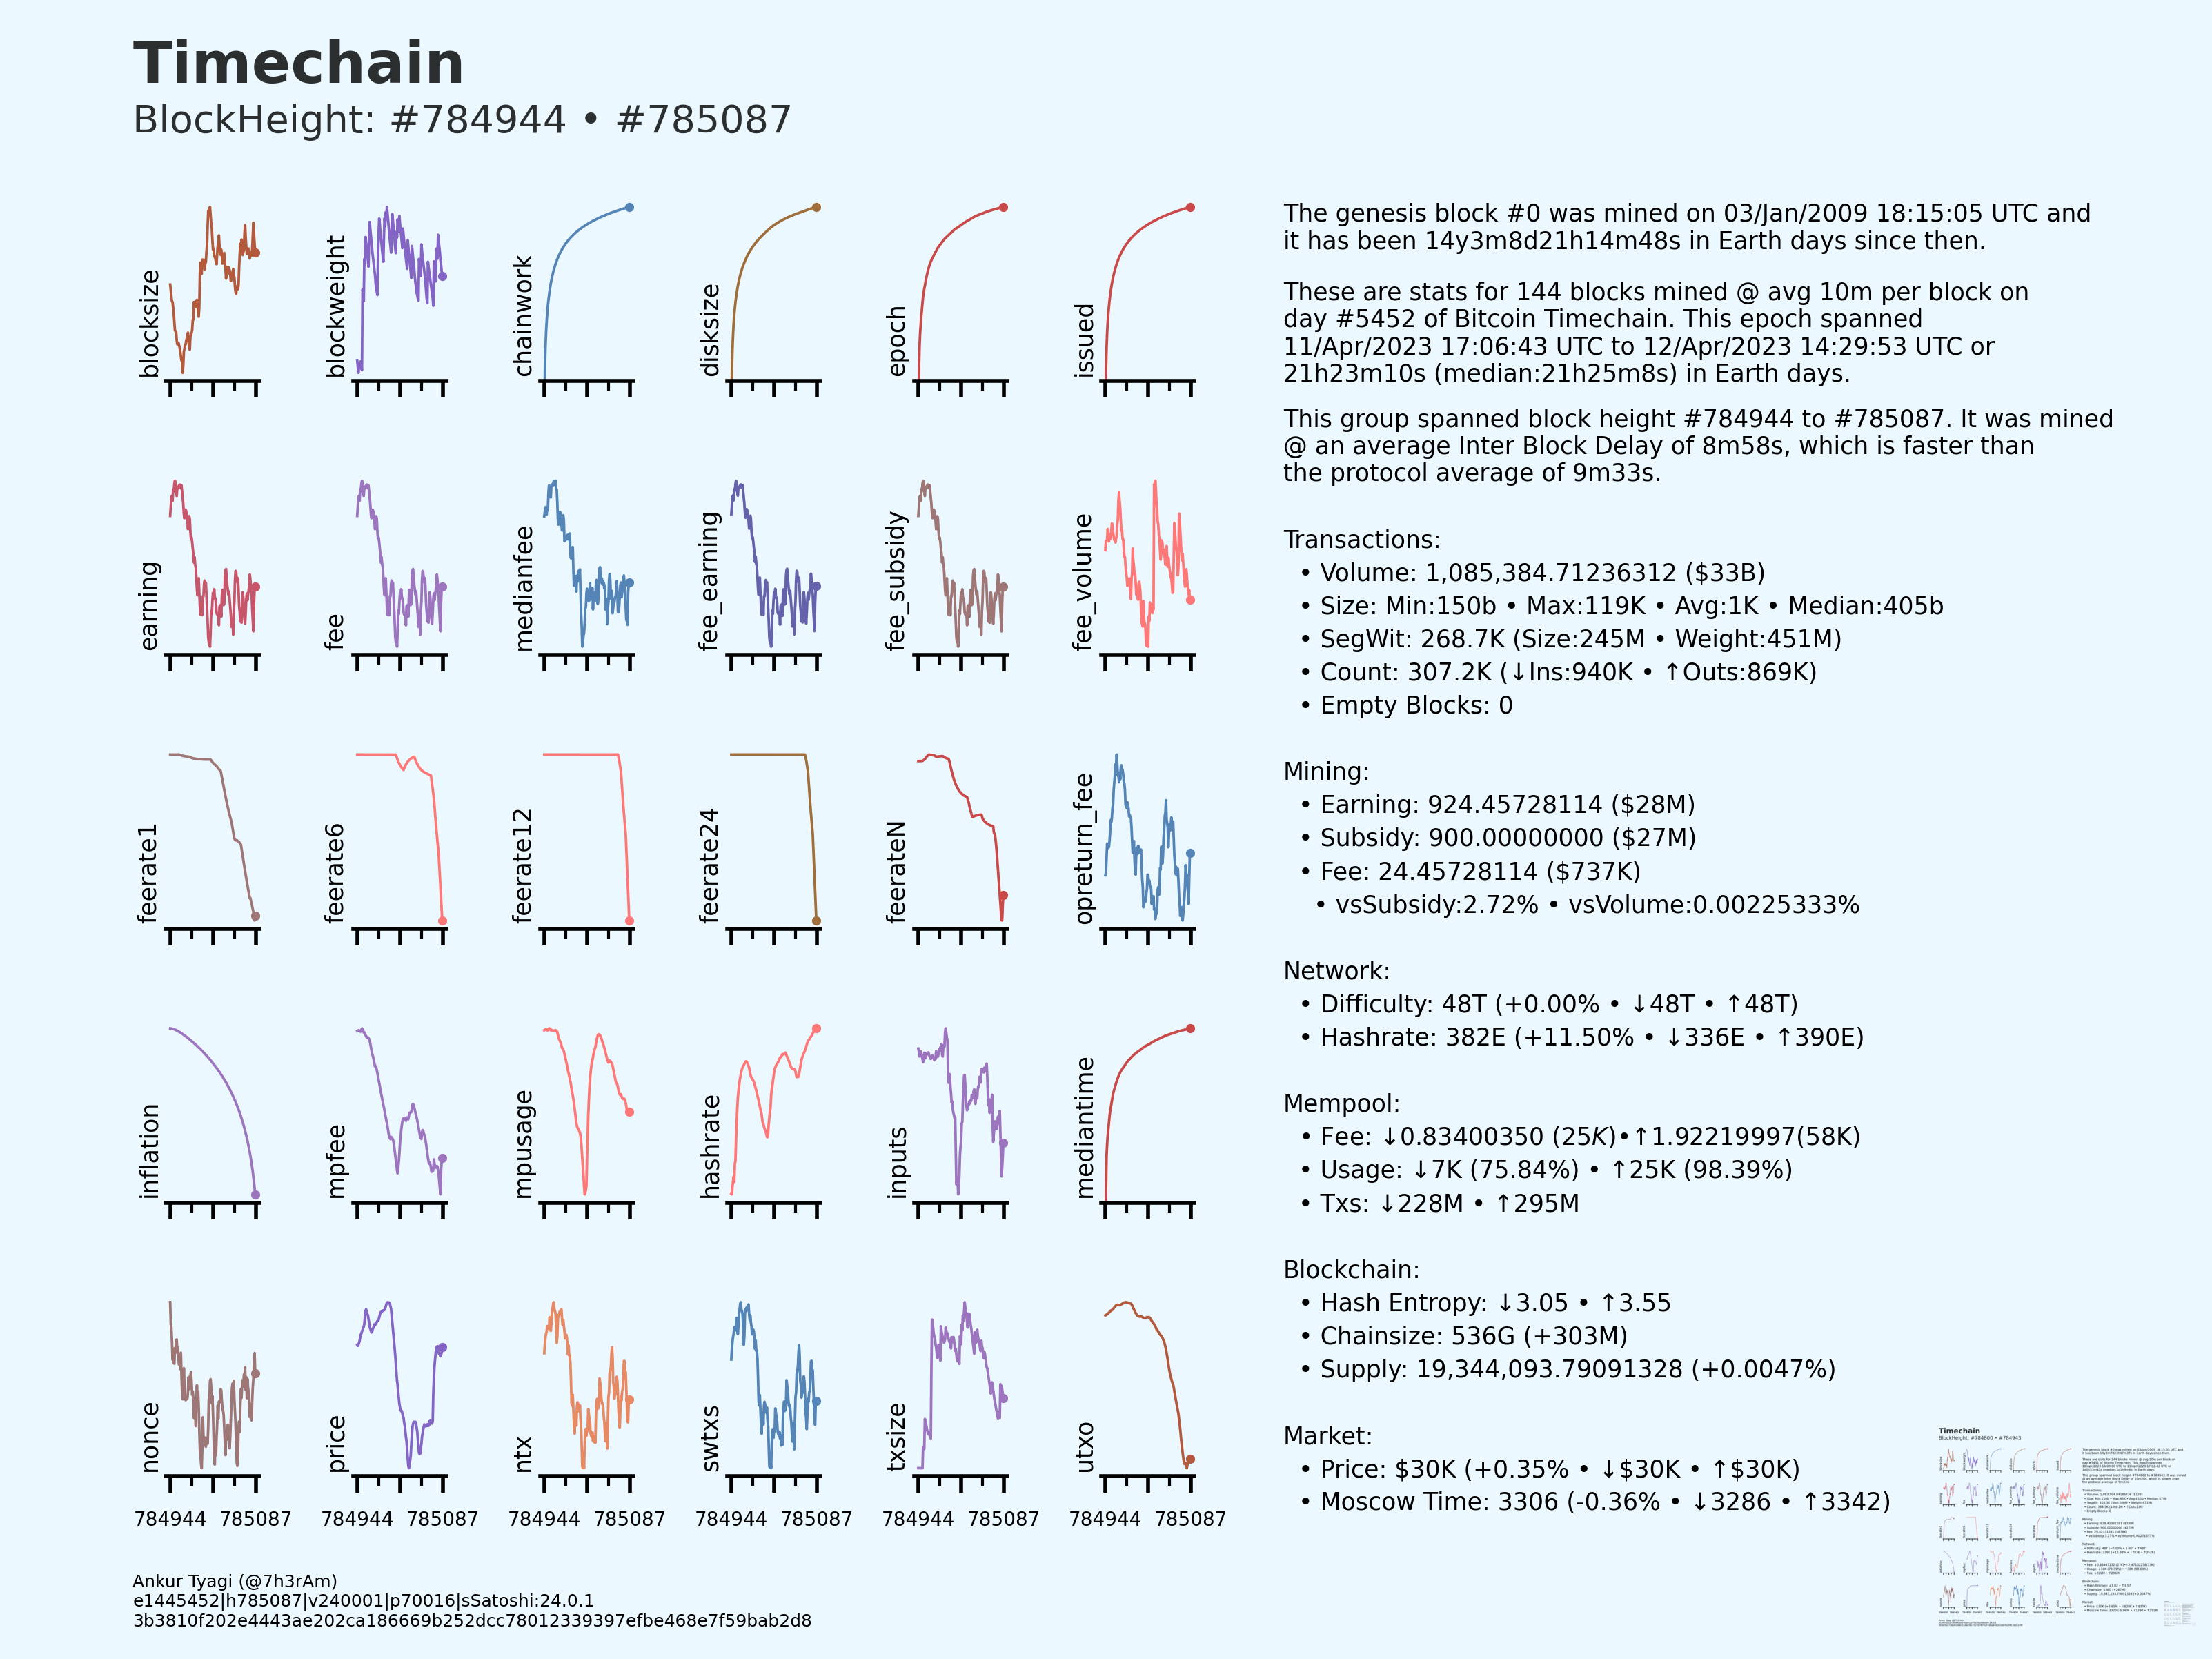 Timechain
BlockHeight: #784944 • #785087
blocksize
blockweight
chainwork
disksize
epoch
issued
earning
fee
medianfee
fee_earning
fee_subsidy
fee_volume
feerate1
feerate6
feerate12
feerate24
feerateN
opreturn_fee
inflation
mpfee
mpusage
hashrate
inputs
mediantime
nonce
price
ntx
swtxs
txsize
utxo
784944 785087
784944 785087
784944 785087
784944 785087
784944 785087
784944 785087
The genesis block #0 was mined on 03/Jan/2009 18:15:05 UTC and
it has been 14y3m8d21h14m48s in Earth days since then.
These are stats for 144 blocks mined @ avg 10m per block on
day #5452 of Bitcoin Timechain. This epoch spanned
11/Apr/2023 17:06:43 UTC to 12/Apr/2023 14:29:53 UTC or
21h23m10s (median:21h25m8s) in Earth days.
This group spanned block height #784944 to #785087. It was mined
@ an average Inter Block Delay of 8m58s, which is faster than
the protocol average of 9m33s.
Transactions:
• Volume: 1,085,384.71236312 ($33B)
• Size: Min:150b • Max:119K • Avg:1K • Median:405b
• SegWit: 268.7K (Size:245M • Weight:451M)
• Count: 307.2K (↓Ins:940K • ↑Outs:869K)
• Empty Blocks: 0
Mining:
• Earning: 924.45728114 ($28M)
• Subsidy: 900.00000000 ($27M)
• Fee: 24.45728114 ($737K)
• vsSubsidy:2.72% • vsVolume:0.00225333%
Network:
• Difficulty: 48T (+0.00% • ↓48T • ↑48T)
• Hashrate: 382E (+11.50% • ↓336E • ↑390E)
Mempool:
• Fee: ↓0.83400350 (25K)•↑1.92219997(58K)
• Usage: ↓7K (75.84%) • ↑25K (98.39%)
• Txs: ↓228M • ↑295M
Blockchain:
• Hash Entropy: ↓3.05 • ↑3.55
• Chainsize: 536G (+303M)
• Supply: 19,344,093.79091328 (+0.0047%)
Market:
• Price: $30K (+0.35% • ↓$30K • ↑$30K)
• Moscow Time: 3306 (-0.36% • ↓3286 • ↑3342)
Ankur Tyagi (@7h3rAm)
e1445452|h785087|v240001|p70016|sSatoshi:24.0.1
3b3810f202e4443ae202ca186669b252dcc78012339397efbe468e7f59bab2d8
Timechain
BlockHeight: #784800 • #784943